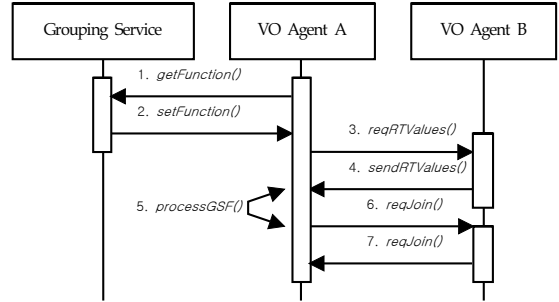 Grouping Service
VO Agent A
VO Agent B
1. getFunction()
2. setFunction()
3. reqRTValues()
4. sendRTValues()
5. processGSF()
6. reqJoin()
7. reqJoin()